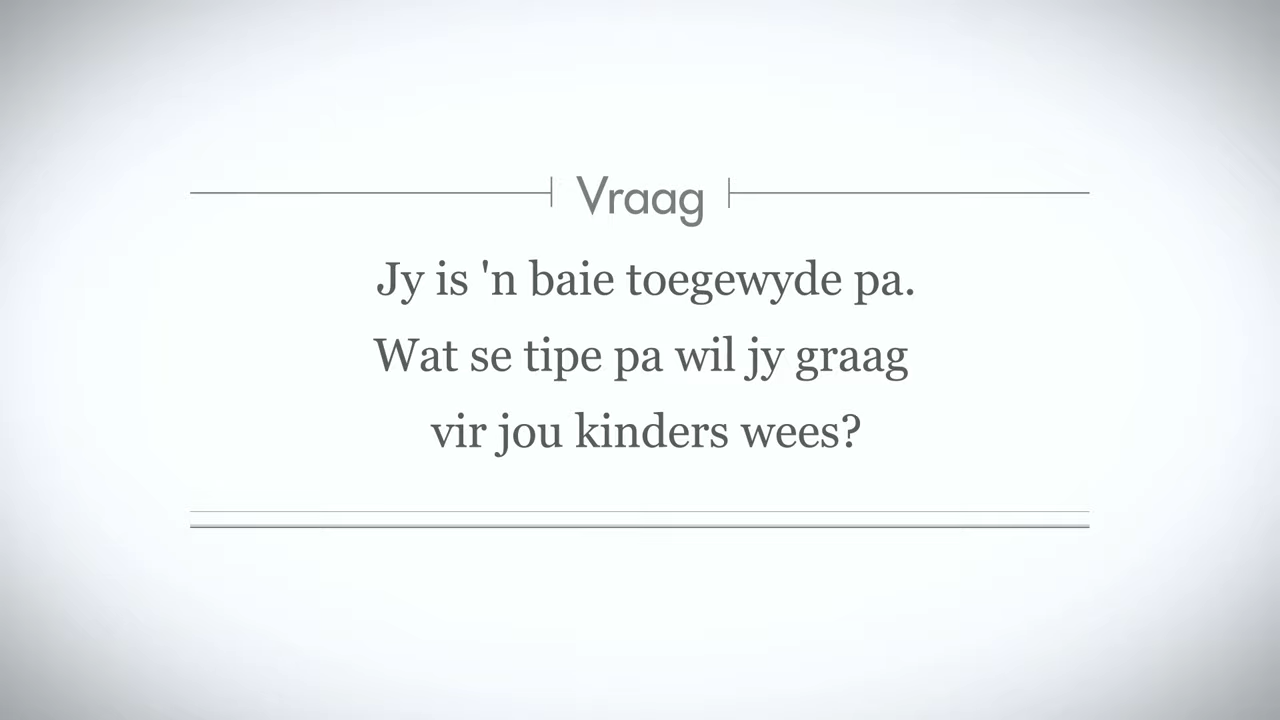 Vraag
Jy is 'n baie toegewyde pa.
Wat se tipe pa wil jy graag
vir jou kinders wees?